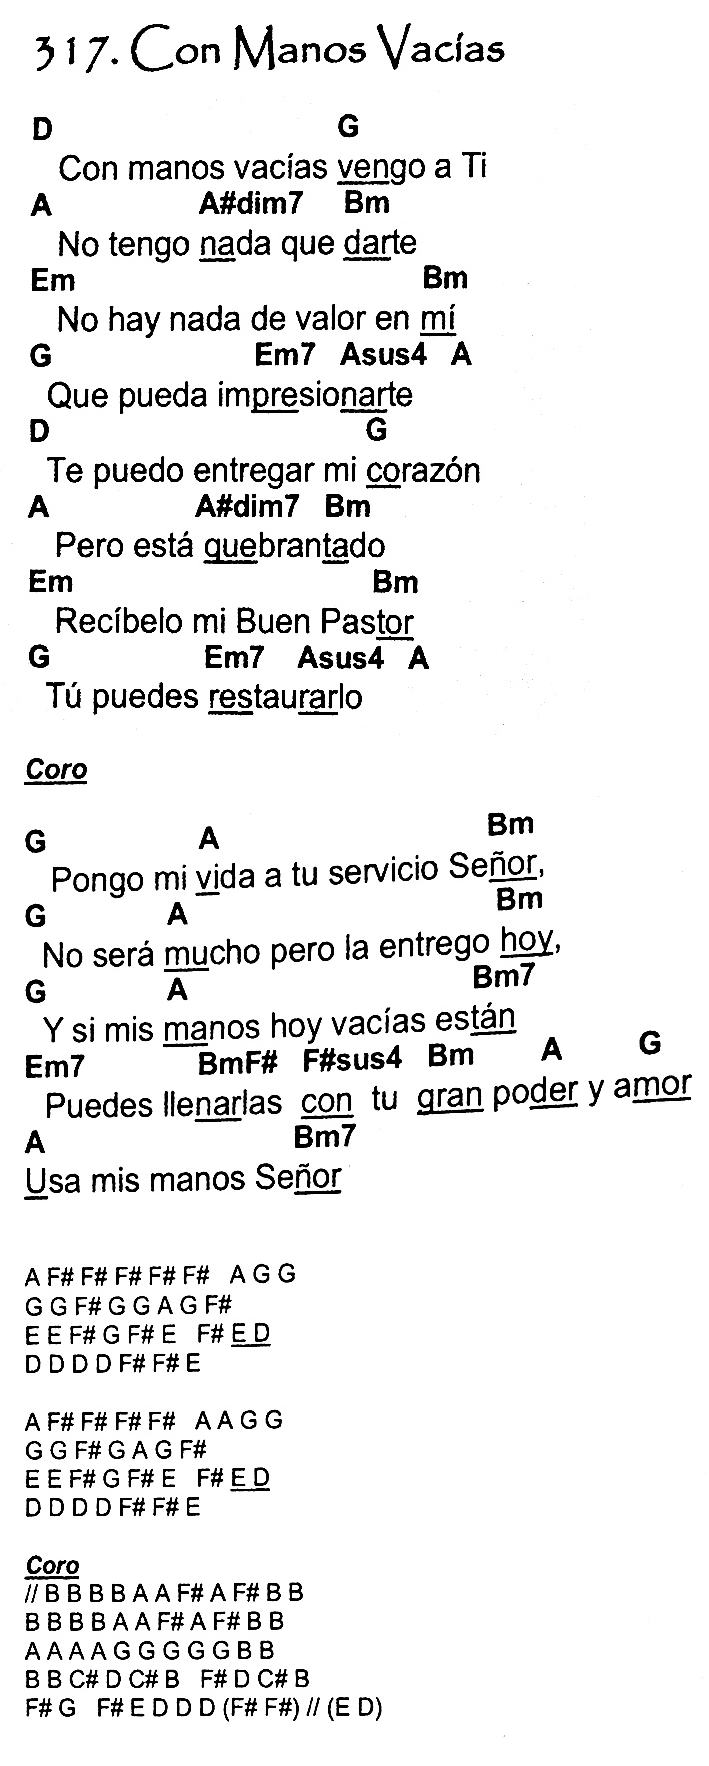 317. Con Manos Vacías
D G
Con manos vacías vengo a Ti
A A#dim7 Bm
No tengo nada que darte
Em Bm
No hay nada de valor en mí
G Em7 Asus4 A
Que pueda impresionarte
D G
Te puedo entregar mi corazón
A A#dim7 Bm
Pero está quebrantado
Em Bm
Recíbelo mi Buen Pastor
G Em7 Asus4 A
Tú puedes restaurarlo
Coro
G A Bm
Pongo mi vida a tu servicio Señor,
G A Bm
No será mucho pero la entrego hoy,
G A Bm7
Y si mis manos hoy vacías están
Em7 BmF# F#sus4 Bm A G
Puedes llenarlas con tu gran poder y amor
A Bm7
Usa mis manos Señor
A F# F# F# F# F# A G G
G G F# G G A G F#
E E F# G F# E F# E D
D D D D F# F# E
A F# F# F# F# A A G G
G G F# G A G F#
E E F# G F# E F# E D
D D D D F# F# E
Coro
// B B B B A A F# A F# B B
B B B B A A F# A F# B B
A A A A G G G G G B B
B B C# D C# B F# D C# B
F# G F# E D D D (F# F#) // (E D)